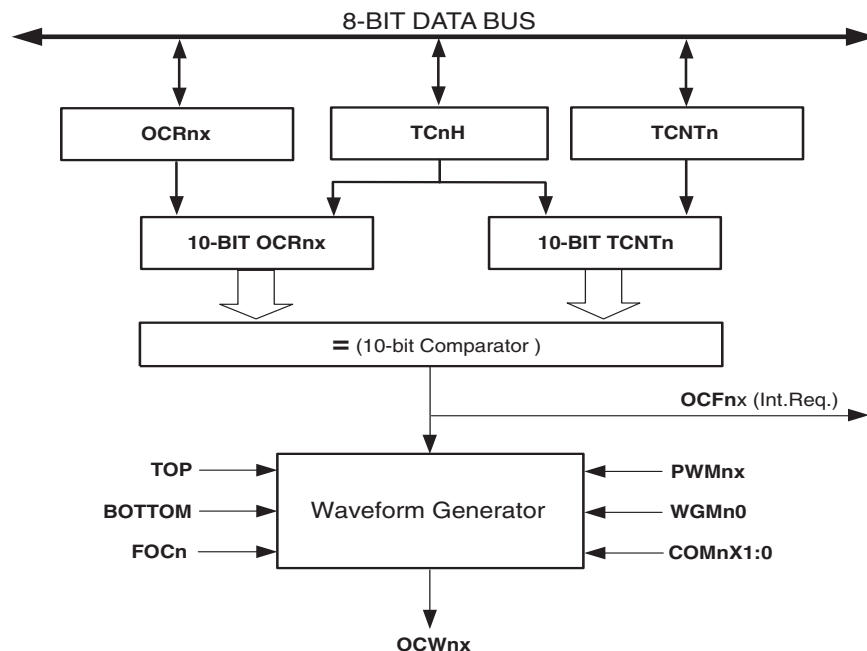 8-BIT DATA BUS
OCRnx
TCnH
TCNTn
10-BIT OCRnx
10-BIT TCNTn
= (10-bit Comparator )
OCFnx (Int.Req.)
TOP
BOTTOM
FOCn
Waveform Generator
PWMnx
WGMn0
COMnX1:0
OCWnx